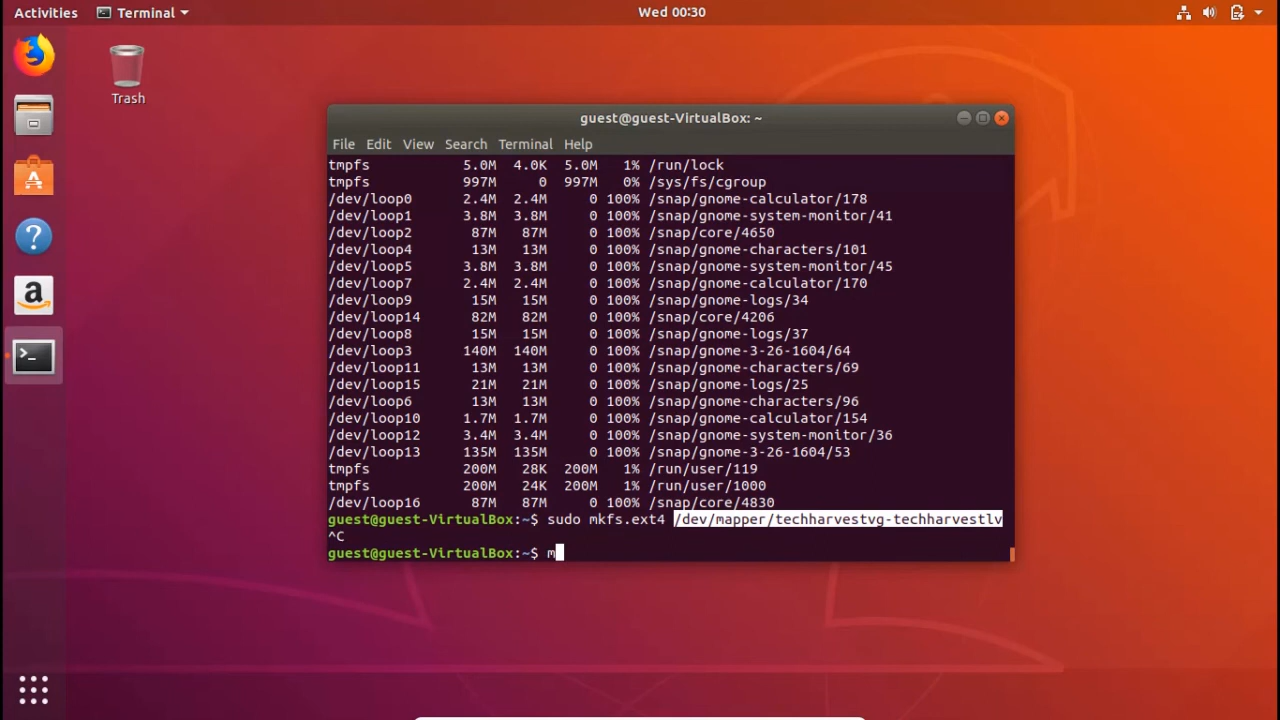 Activities Terminal Wed 00:30
Trash
guest@guest-VirtualBox: ~
File Edit View Search Terminal Help
tmpfs 5.0M 4.0K 5.0M 1% /run/lock
tmpfs 997M 0 997M 0% /sys/fs/cgroup
/dev/loop0 2.4M 2.4M 0 100% /snap/gnome-calculator/178
/dev/loop1 3.8M 3.8M 0 100% /snap/gnome-system-monitor/41
/dev/loop2 87M 87M 0 100% /snap/core/4650
/dev/loop4 13M 13M 0 100% /snap/gnome-characters/101
/dev/loop5 3.8M 3.8M 0 100% /snap/gnome-system-monitor/45
/dev/loop7 2.4M 2.4M 0 100% /snap/gnome-calculator/170
/dev/loop9 15M 15M 0 100% /snap/gnome-logs/34
/dev/loop14 82M 82M 0 100% /snap/core/4206
/dev/loop8 15M 15M 0 100% /snap/gnome-logs/37
/dev/loop3 140M 140M 0 100% /snap/gnome-3-26-1604/64
/dev/loop11 13M 13M 0 100% /snap/gnome-characters/69
/dev/loop15 21M 21M 0 100% /snap/gnome-logs/25
/dev/loop6 13M 13M 0 100% /snap/gnome-characters/96
/dev/loop10 1.7M 1.7M 0 100% /snap/gnome-calculator/154
/dev/loop12 3.4M 3.4M 0 100% /snap/gnome-system-monitor/36
/dev/loop13 135M 135M 0 100% /snap/gnome-3-26-1604/53
tmpfs 200M 28K 200M 1% /run/user/119
tmpfs 200M 24K 200M 1% /run/user/1000
/dev/loop16 87M 87M 0 100% /snap/core/4830
guest@guest-VirtualBox:~$ sudo mkfs.ext4 /dev/mapper/techharvestvg-techharvestlv
^C
guest@guest-VirtualBox:~$ m